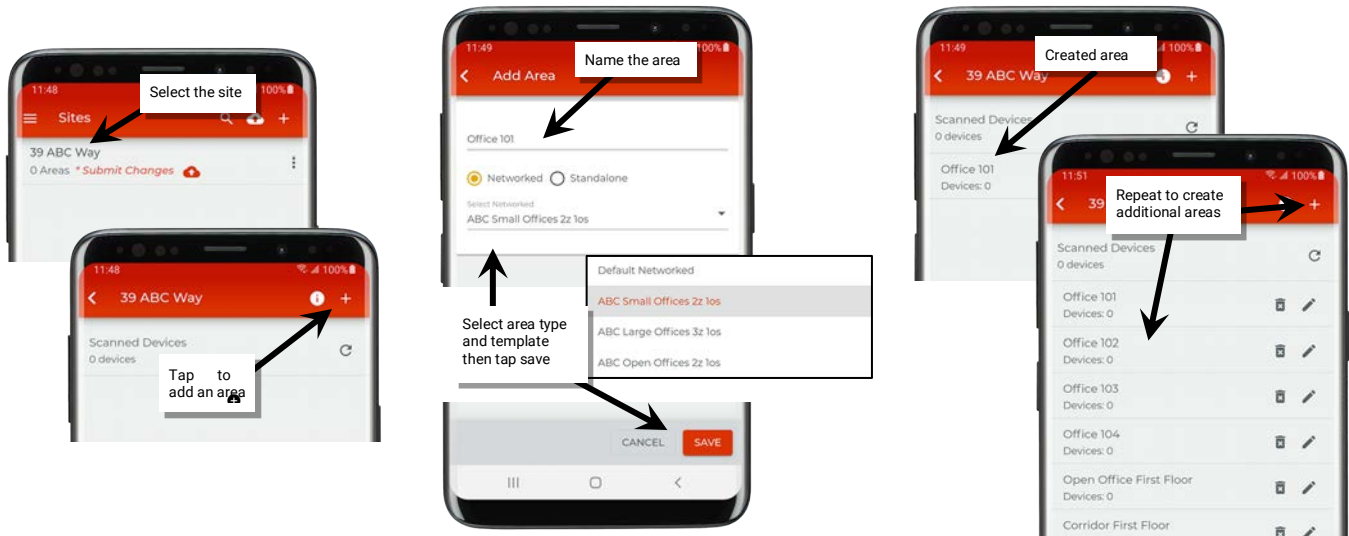 11:48
100%
Select the site
Sites
39 ABC Way
0 Areas * Submit Changes
11:48
100%
39 ABC Way
Scanned Devices
0 devices
Tap to
add an area
11:49
100%
Name the area
Add Area
Office 101
Networked
Standalone
Select Networked
ABC Small Offices 2z 1os
Default Networked
ABC Small Offices 2z 1os
ABC Large Offices 3z 1os
ABC Open Offices 2z 1os
Select area type
and template
then tap save
CANCEL
SAVE
11:49
100%
Created area
39 ABC Way
Scanned Devices
0 devices
Office 101
Devices: 0
11:51
100%
Repeat to create
additional areas
39
Scanned Devices
0 devices
Office 101
Devices: 0
Office 102
Devices: 0
Office 103
Devices: 0
Office 104
Devices: 0
Open Office First Floor
Devices: 0
Corridor First Floor